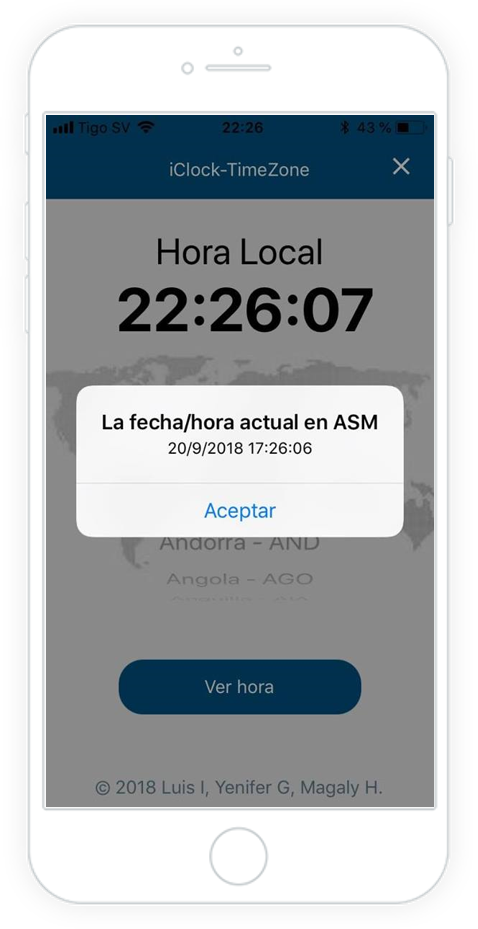 Tigo SV 22:26 43 %
iClock-TimeZone
Hora Local
22:26:07
La fecha/hora actual en ASM
20/9/2018 17:26:06
Aceptar
Andorra - AND
Angola - AGO
Ver hora
© 2018 Luis I, Yenifer G, Magaly H.